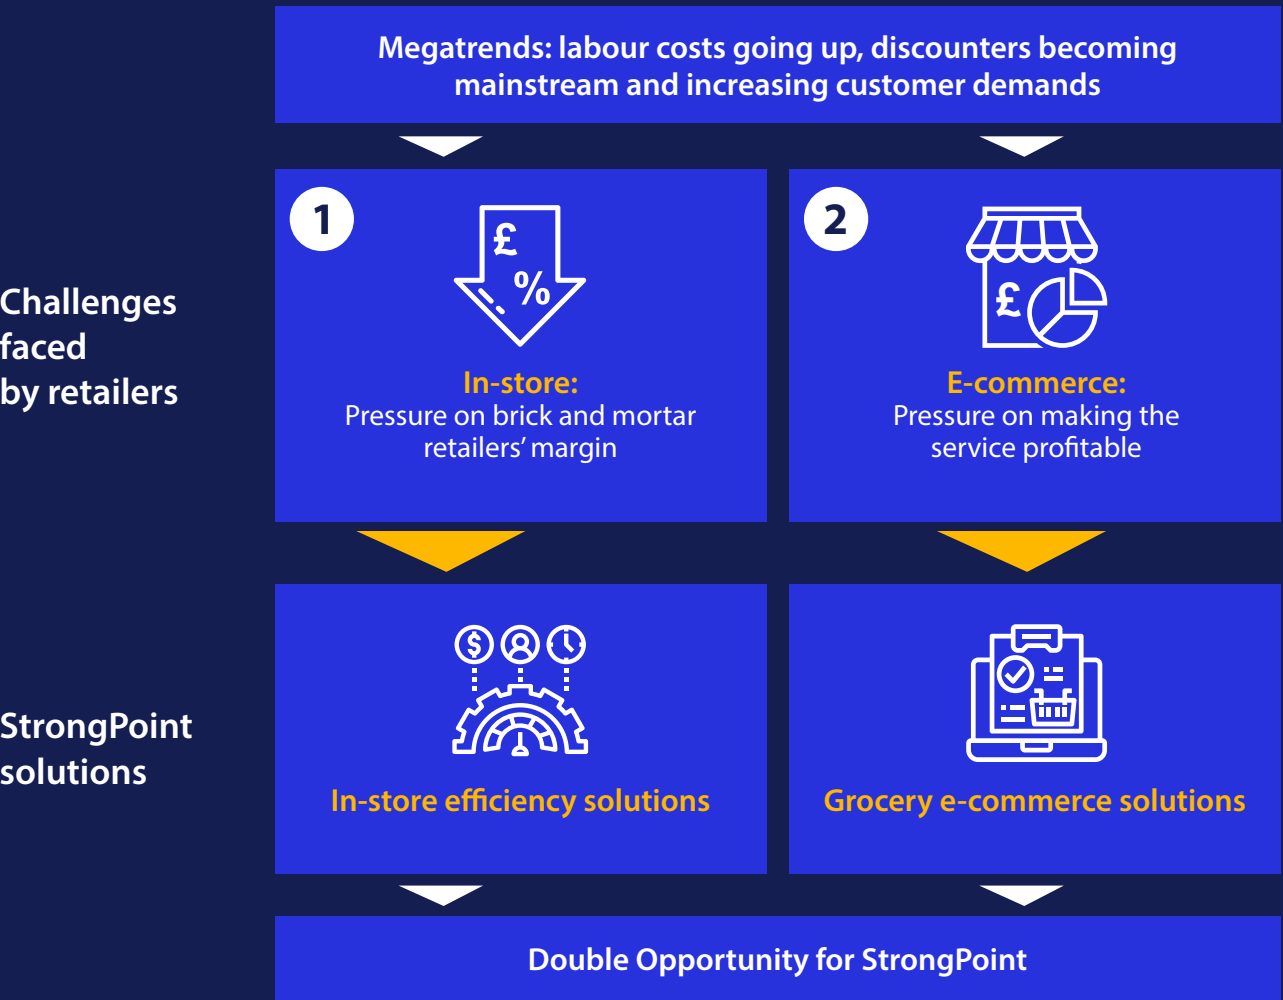 Megatrends: labour costs going up, discounters becoming
mainstream and increasing customer demands
Challenges
faced
by retailers
1
£
%
In-store:
Pressure on brick and mortar
retailers’ margin
2
£
E-commerce:
Pressure on making the
service profitable
StrongPoint
solutions
$
In-store efficiency solutions
Grocery e-commerce solutions
Double Opportunity for StrongPoint